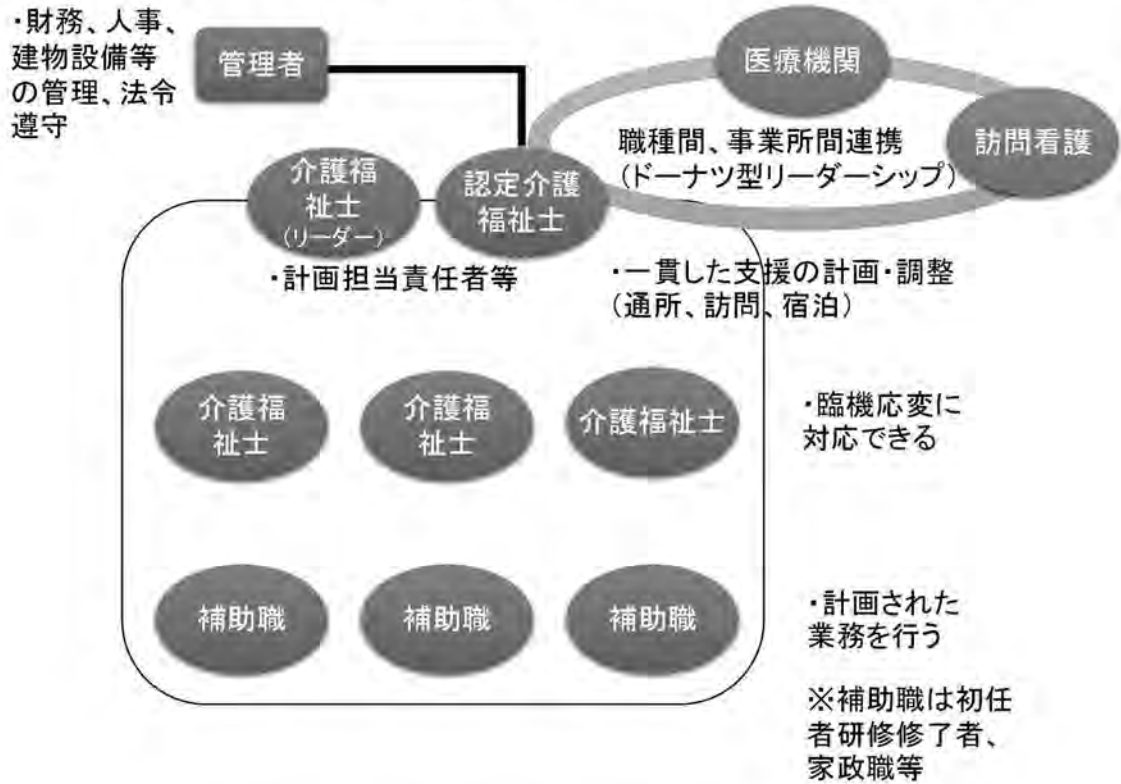 ・財務、人事、
建物設備等
の管理、法令
遵守
管理者
医療機関
訪問看護
職種間、事業所間連携
(ドーナツ型リーダーシップ)
介護福
祉士
(リーダー)
認定介護
福祉士
・計画担当責任者等
・一貫した支援の計画・調整
(通所、訪問、宿泊)
介護福
祉士
介護福
祉士
介護福祉士
・臨機応変に
対応できる
補助職
補助職
補助職
・計画された
業務を行う
※補助職は初任
者研修修了者、
家政職等